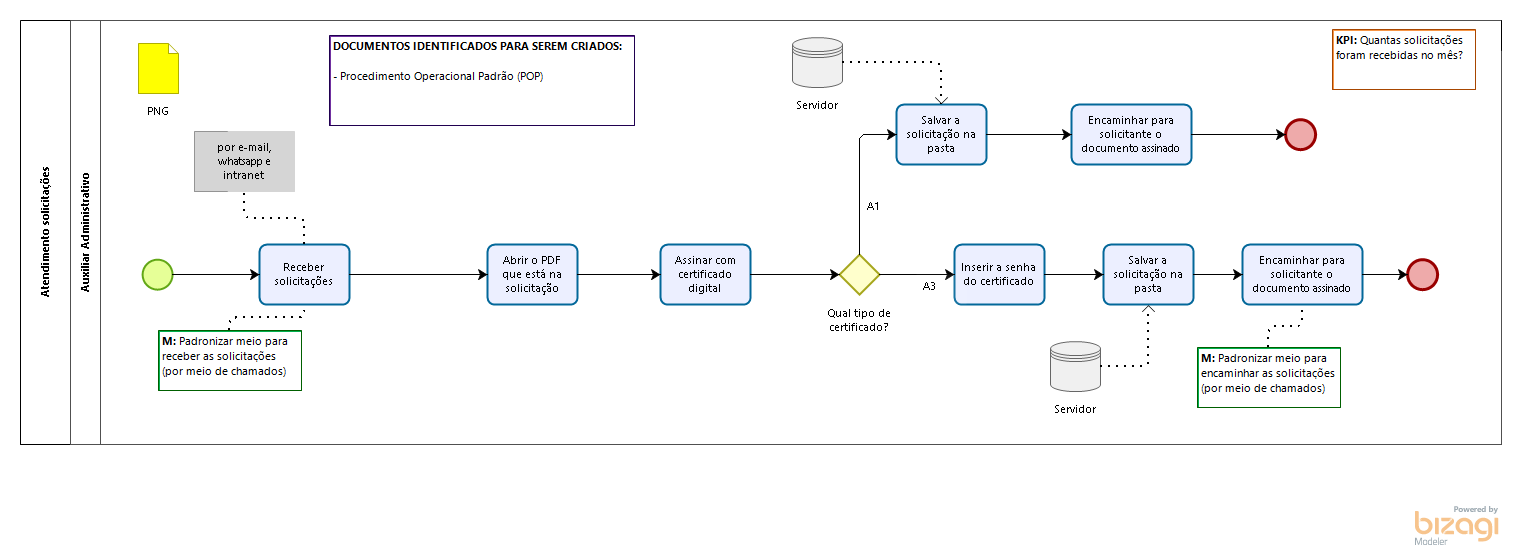 Atendimento solicitações
Auxiliar Administrativo
PNG
DOCUMENTOS IDENTIFICADOS PARA SEREM CRIADOS:
- Procedimento Operacional Padrão (POP)
Servidor
KPI: Quantas solicitações
foram recebidas no mês?
por e-mail,
whatsapp e
intranet
Salvar a
solicitação na
pasta
Encaminhar para
solicitante o
documento assinado
A1
Receber
solicitações
Abrir o PDF
que está na
solicitação
Assinar com
certificado
digital
Qual tipo de
certificado?
A3
Inserir a senha
do certificado
Salvar a
solicitação na
pasta
Encaminhar para
solicitante o
documento assinado
M: Padronizar meio para
receber as solicitações
(por meio de chamados)
Servidor
M: Padronizar meio para
encaminhar as solicitações
(por meio de chamados)
Powered by
bizagi
Modeler